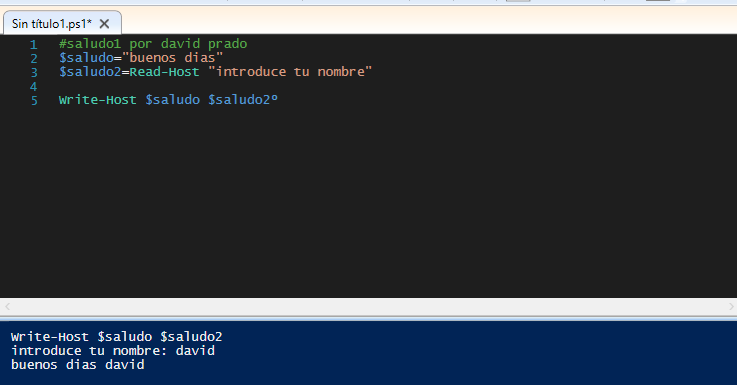 Sin título1.ps1* X
1 #saludo1 por david prado
2 $saludo="buenos dias"
3 $saludo2=Read-Host "introduce tu nombre"
4
5 Write-Host $saludo $saludo2º
Write-Host $saludo $saludo2
introduce tu nombre: david
buenos dias david